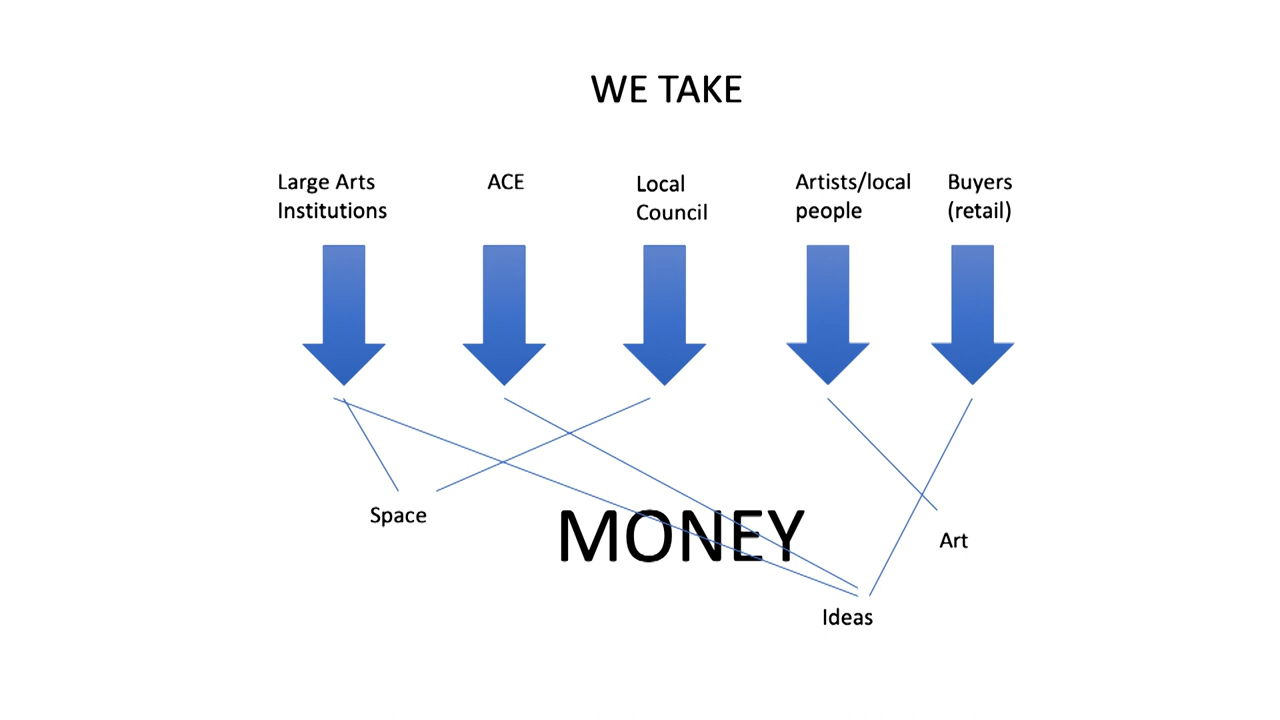 WE TAKE
Large Arts
Institutions
ACE
Local
Council
Artists/local
people
Buyers
(retail)
Space
MONEY
Art
Ideas